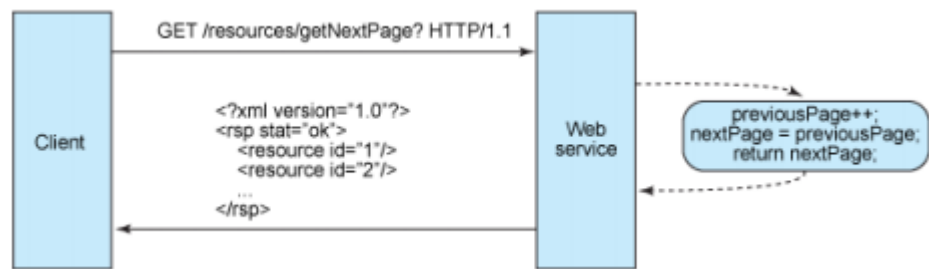 GET /resources/getNextPage? HTTP/1.1
Client
<?xml version="1.0"?>
<rsp stat="ok">
<resource id="1"/>
<resource id="2"/>
...
</rsp>
Web
service
previousPage++;
nextPage = previousPage;
return nextPage;